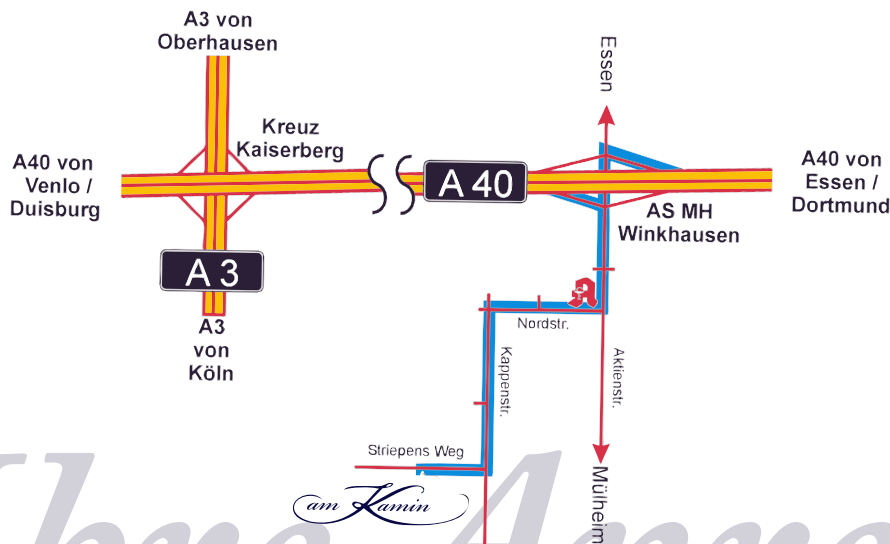 A3 von
Oberhausen
Essen
Kreuz
Kaiserberg
A40 von
Venlo /
Duisburg
A 40
A40 von
Essen /
Dortmund
AS MH
Winkhausen
A 3
A
Nordstr.
A3
von
Köln
Kappenstr.
Aktienstr.
Striepens Weg
Mülheim
am Kamin